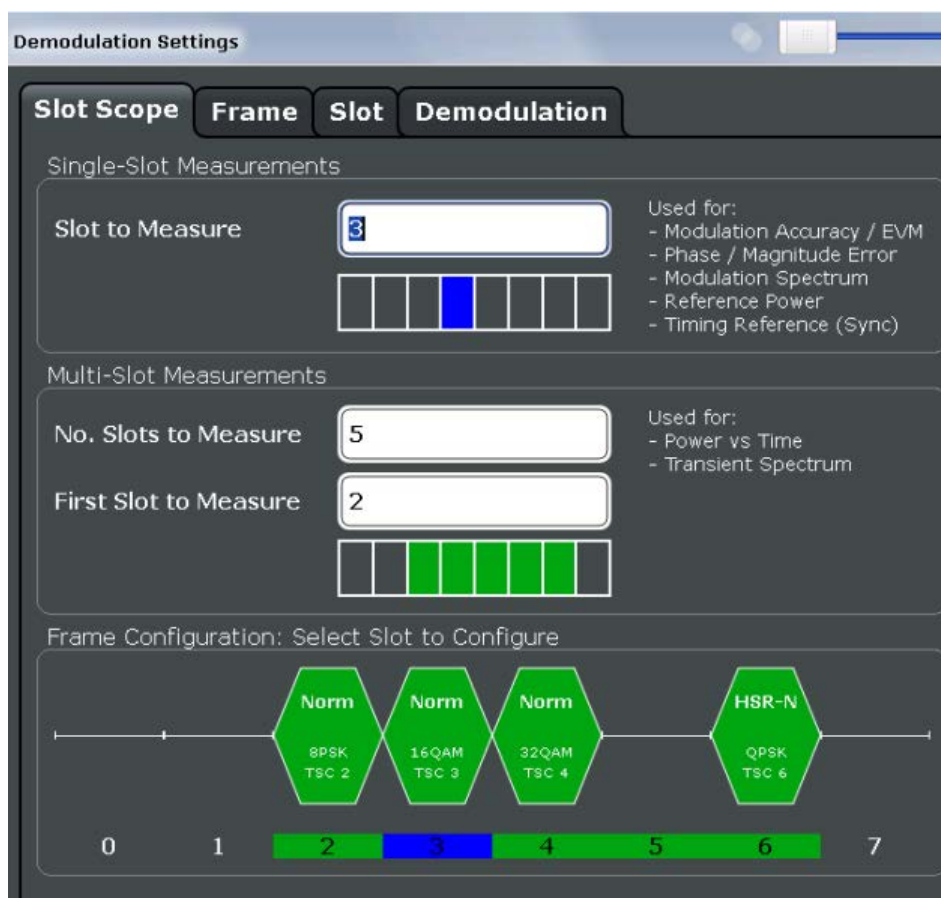 Demodulation Settings
Slot Scope Frame Slot Demodulation
Single-Slot Measurements
Slot to Measure 3
Used for:
- Modulation Accuracy / EVM
- Phase / Magnitude Error
- Modulation Spectrum
- Reference Power
- Timing Reference (Sync)
Multi-Slot Measurements
No. Slots to Measure 5
First Slot to Measure 2
Used for:
- Power vs Time
- Transient Spectrum
Frame Configuration: Select Slot to Configure
Norm Norm Norm HSR-N
8PSK 16QAM 32QAM QPSK
TSC 2 TSC 3 TSC 4 TSC 6
0 1 2 3 4 5 6 7